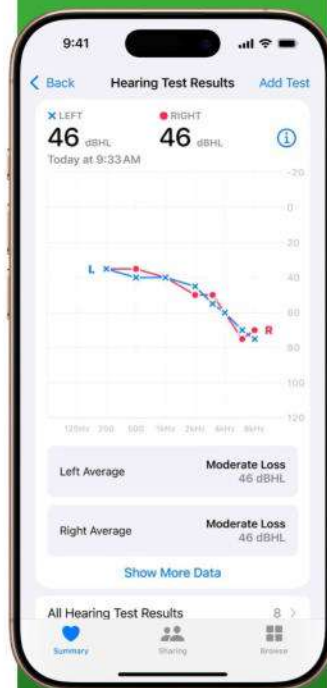 9:41
Back Hearing Test Results Add Test
× LEFT ● RIGHT
46 dBHL 46 dBHL
Today at 9:33 AM
-20
0
20
40
L
60
R
80
100
120
125Hz 250 500 1kHz 2kHz 4kHz 8kHz
Left Average Moderate Loss
46 dBHL
Right Average Moderate Loss
46 dBHL
Show More Data
All Hearing Test Results 8
Summary Sharing Browse